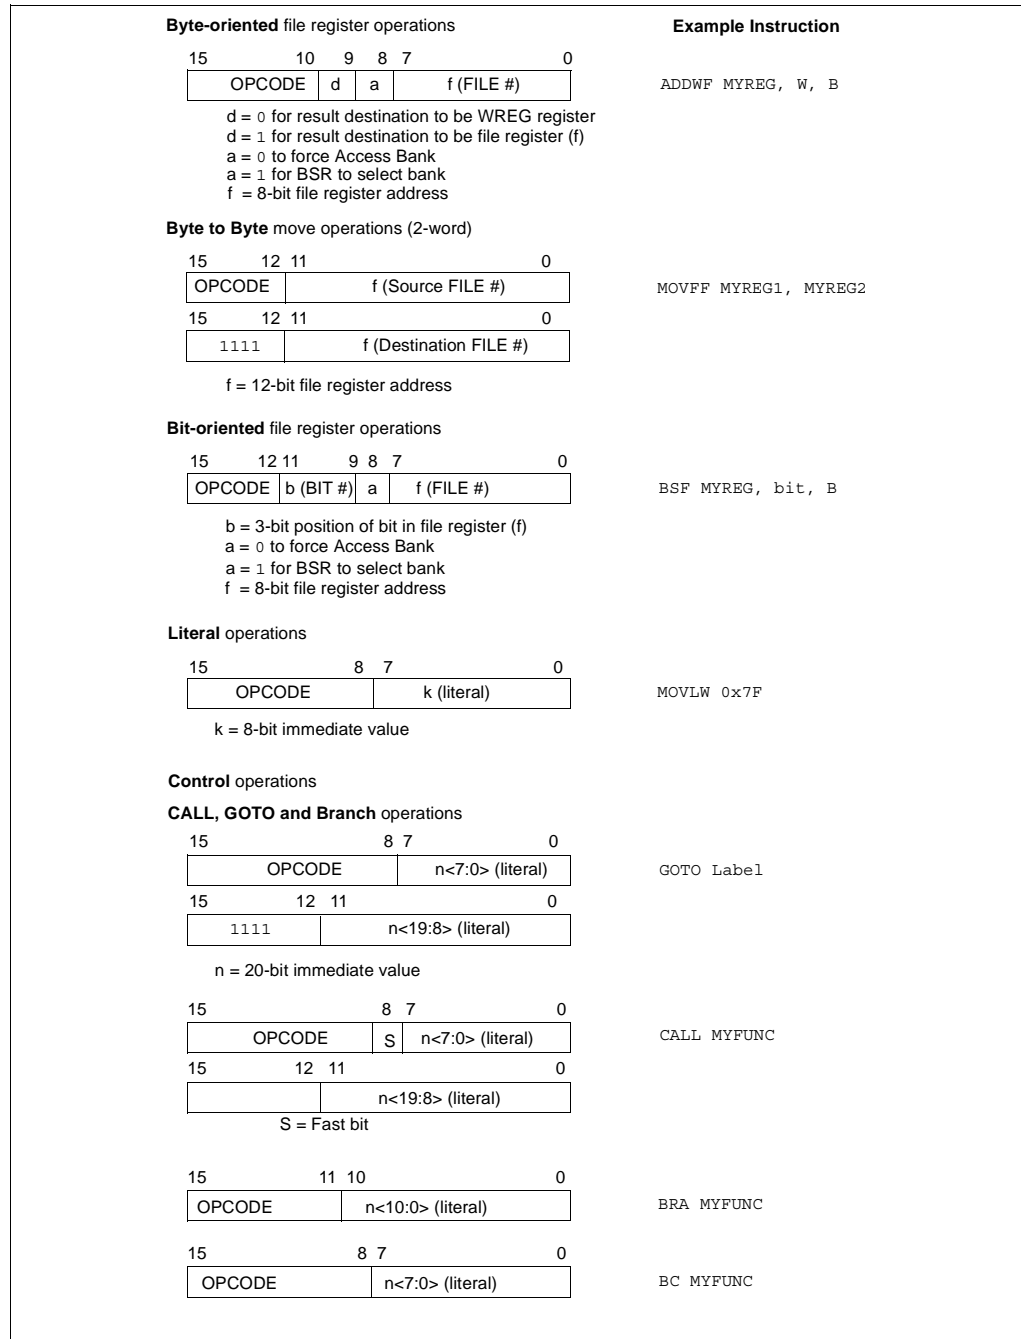 Byte-oriented file register operations Example Instruction
15 10 9 8 7 0
OPCODE d a f (FILE #) ADDWF MYREG, W, B
d = 0 for result destination to be WREG register
d = 1 for result destination to be file register (f)
a = 0 to force Access Bank
a = 1 for BSR to select bank
f = 8-bit file register address
Byte to Byte move operations (2-word)
15 12 11 0
OPCODE f (Source FILE #) MOVFF MYREG1, MYREG2
15 12 11 0
1111 f (Destination FILE #)
f = 12-bit file register address
Bit-oriented file register operations
15 12 11 9 8 7 0
OPCODE b (BIT #) a f (FILE #) BSF MYREG, bit, B
b = 3-bit position of bit in file register (f)
a = 0 to force Access Bank
a = 1 for BSR to select bank
f = 8-bit file register address
Literal operations
15 8 7 0
OPCODE k (literal) MOVLW 0x7F
k = 8-bit immediate value
Control operations
CALL, GOTO and Branch operations
15 8 7 0
OPCODE n<7:0> (literal) GOTO Label
15 12 11 0
1111 n<19:8> (literal)
n = 20-bit immediate value
15 8 7 0
OPCODE S n<7:0> (literal) CALL MYFUNC
15 12 11 0
n<19:8> (literal)
S = Fast bit
15 11 10 0
OPCODE n<10:0> (literal) BRA MYFUNC
15 8 7 0
OPCODE n<7:0> (literal) BC MYFUNC